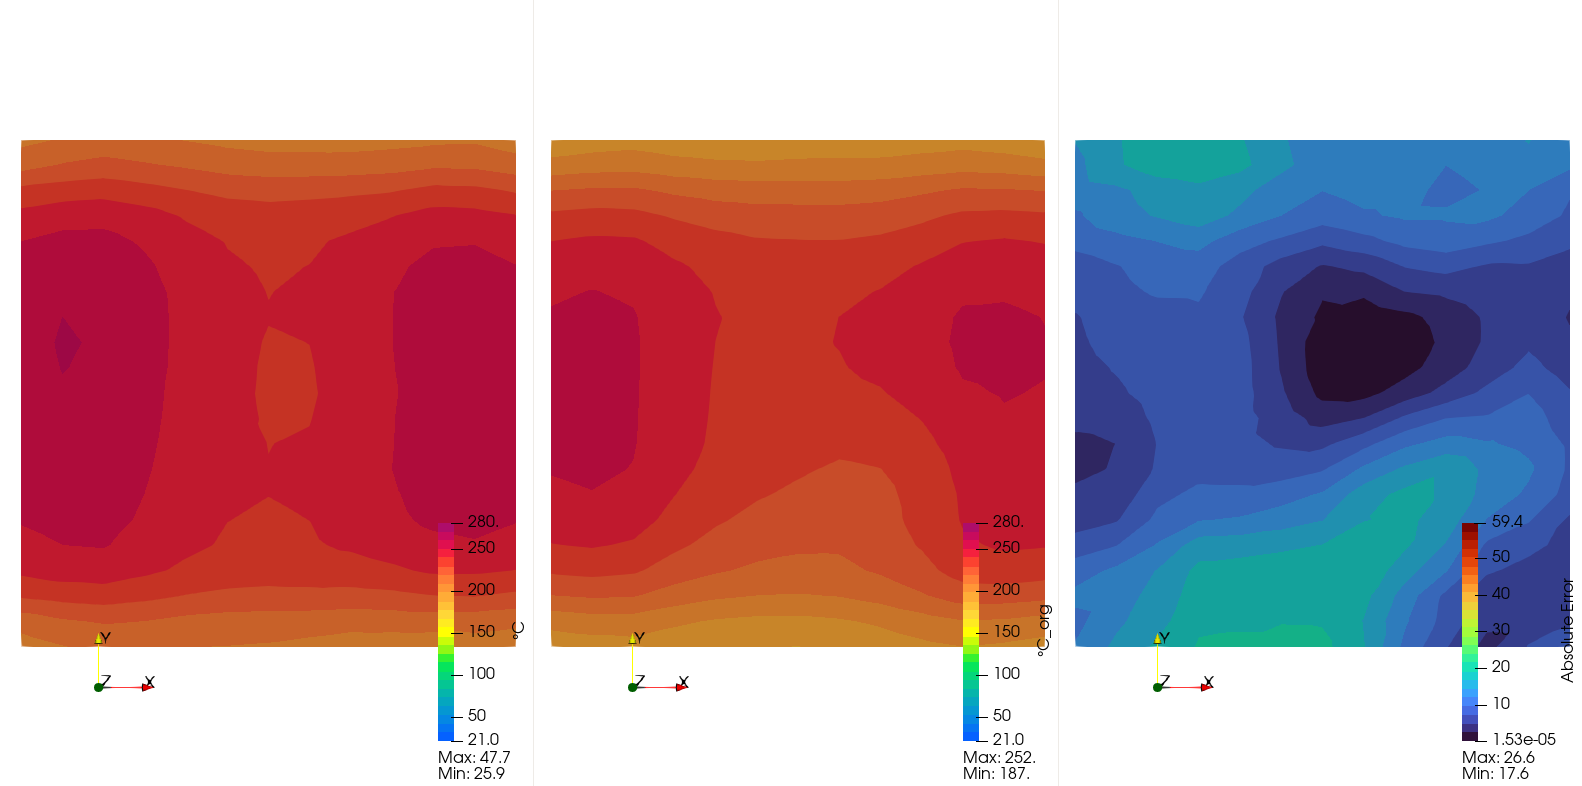 280.
250
200
150
100
50
21.0
°C
Max: 47.7
Min: 25.9
Y
Z
X
280.
250
200
150
100
50
21.0
°C_org
Max: 252.
Min: 187.
Y
Z
X
59.4
50
40
30
20
10
1.53e-05
Absolute Error
Max: 26.6
Min: 17.6
Y
Z
X